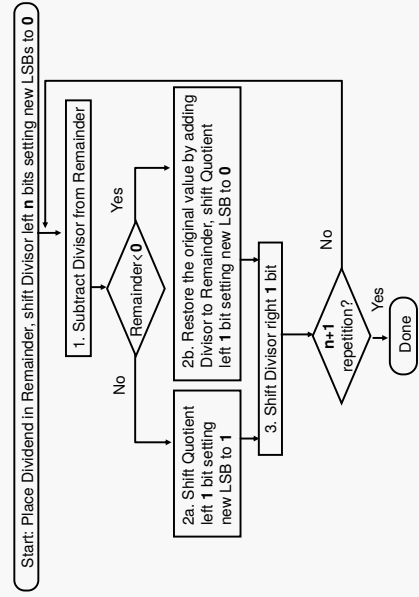 Start: Place Dividend in Remainder, shift Divisor left n bits setting new LSBs to 0
1. Subtract Divisor from Remainder
Remainder<0
No
Yes
2a. Shift Quotient
left 1 bit setting
new LSB to 1
2b. Restore the original value by adding
Divisor to Remainder, shift Quotient
left 1 bit setting new LSB to 0
3. Shift Divisor right 1 bit
n+1
repetition?
No
Yes
Done